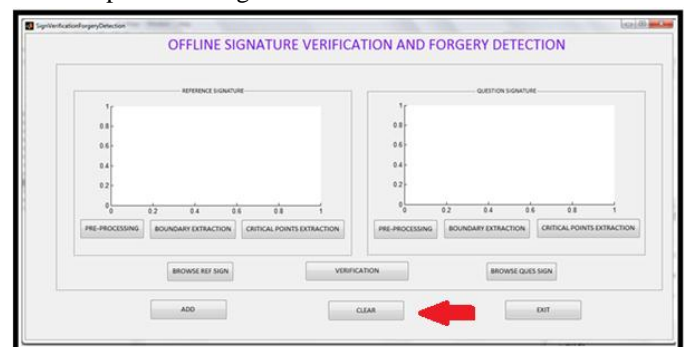 SignVerificationForgeryDetection
OFFLINE SIGNATURE VERIFICATION AND FORGERY DETECTION
REFERENCE SIGNATURE
QUESTION SIGNATURE
1
0.8
0.6
0.4
0.2
0
0 0.2 0.4 0.6 0.8 1
1
0.8
0.6
0.4
0.2
0
0 0.2 0.4 0.6 0.8 1
PRE-PROCESSING BOUNDARY EXTRACTION CRITICAL POINTS EXTRACTION
PRE-PROCESSING BOUNDARY EXTRACTION CRITICAL POINTS EXTRACTION
BROWSE REF SIGN VERIFICATION BROWSE QUES SIGN
ADD CLEAR EXIT